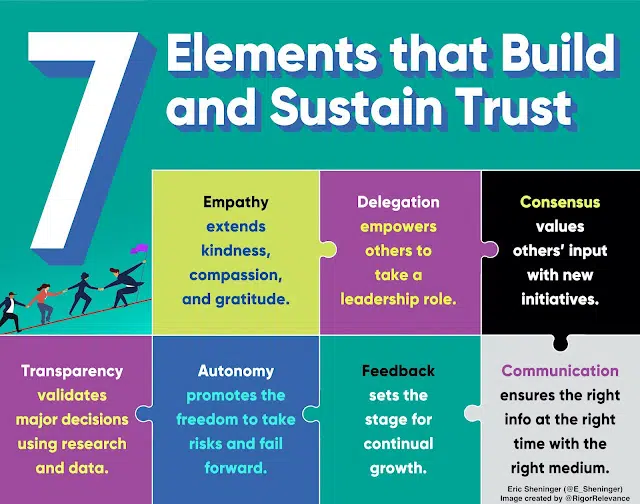 7
Elements that Build
and Sustain Trust
Empathy
extends
kindness,
compassion,
and gratitude.
Delegation
empowers
others to
take a
leadership role.
Consensus
values
others' input
with new
initiatives.
Transparency
validates
major decisions
using research
and data.
Autonomy
promotes the
freedom to take
risks and fail
forward.
Feedback
sets the
stage for
continual
growth.
Communication
ensures the right
info at the right
time with the
right medium.
Eric Sheninger (@E_Sheninger)
Image created by @RigorRelevance